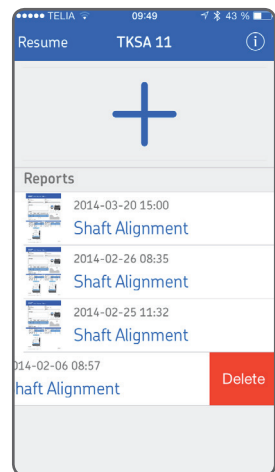 TELIA 09:49 43 %
Resume TKSA 11
Reports
2014-03-20 15:00
Shaft Alignment
2014-02-26 08:35
Shaft Alignment
2014-02-25 11:32
Shaft Alignment
014-02-06 08:57
haft Alignment
Delete